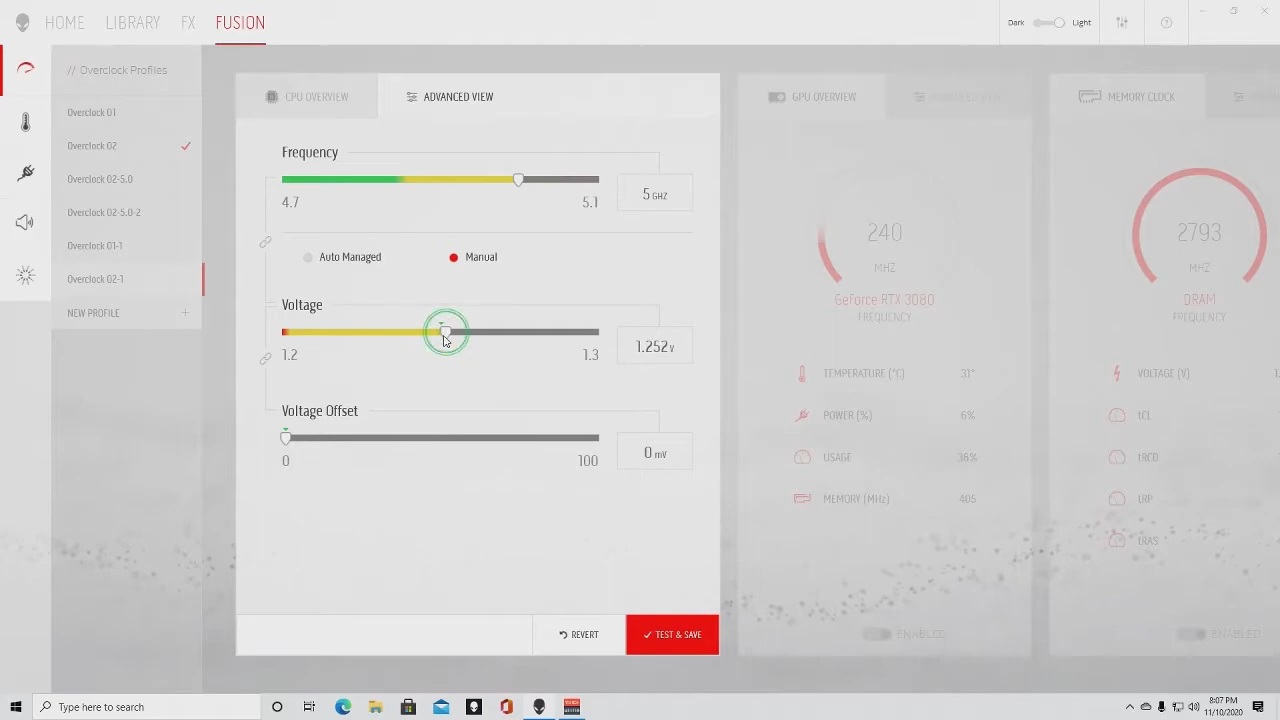 HOME LIBRARY FX FUSION
Dark Light
// Overclock Profiles
Overclock 01
Overclock 02
Overclock 02-5.0
Overclock 02-5.0-2
Overclock 01-1
Overclock 02-1
NEW PROFILE +
CPU OVERVIEW
ADVANCED VIEW
Frequency
4.7 5.1
5 GHZ
Auto Managed Manual
Voltage
1.2 1.3
1.252 V
Voltage Offset
0 100
0 mV
REVERT TEST & SAVE
GPU OVERVIEW
ADVANCED VIEW
240
MHZ
GeForce RTX 3080
FREQUENCY
TEMPERATURE (°C) 31°
POWER (%) 6%
USAGE 36%
MEMORY (MHz) 405
ENABLED
MEMORY CLOCK
2793
MHZ
DRAM
FREQUENCY
VOLTAGE (V) 1.
tCL
tRCD
tRP
tRAS
ENABLED
Type here to search
8:07 PM
11/10/2020